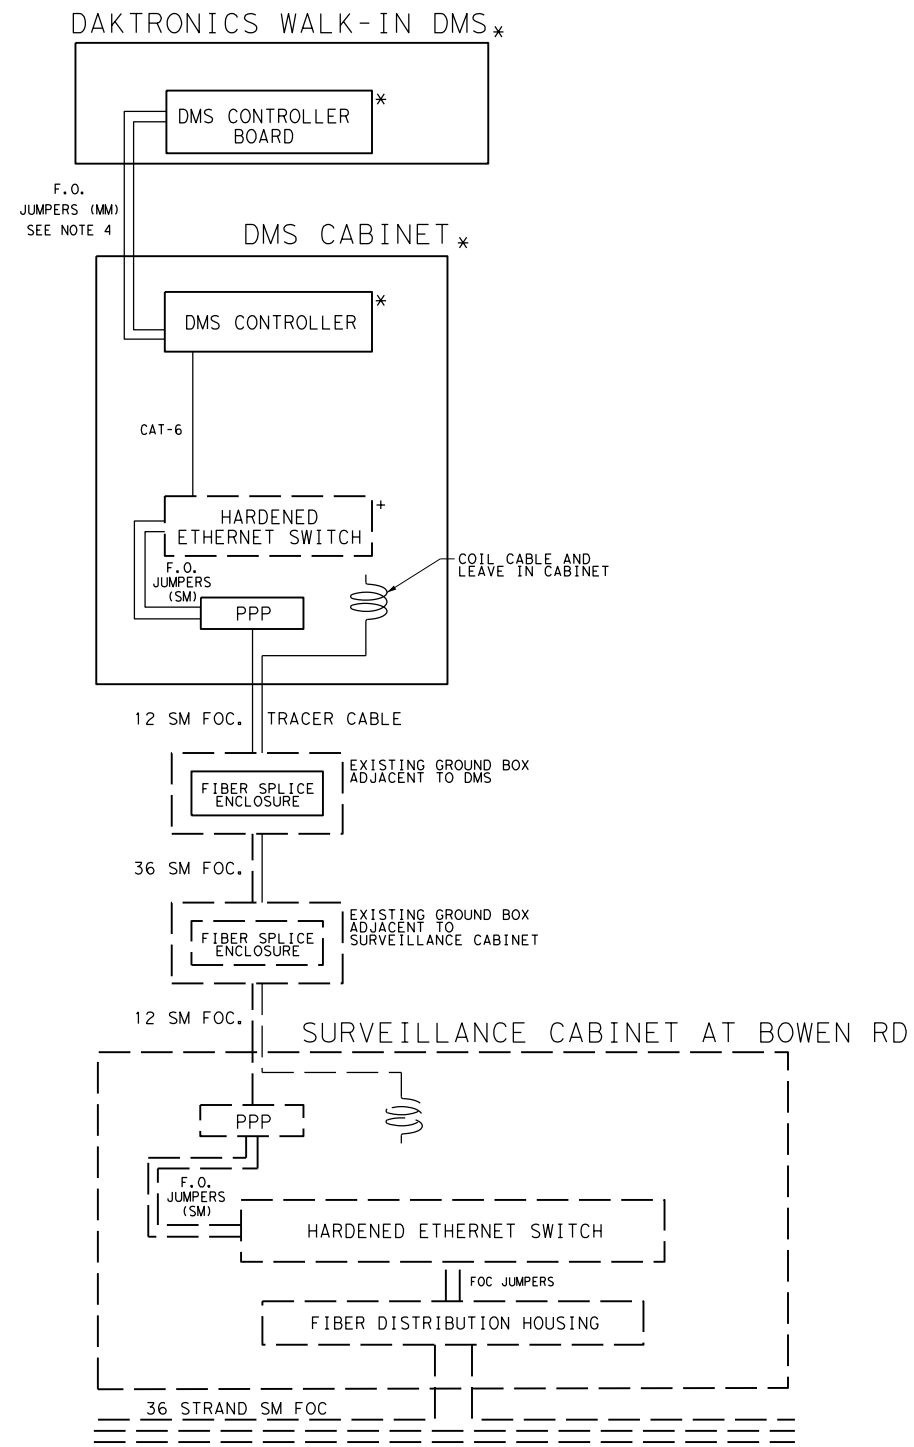 DAKTRONICS WALK-IN DMS*
DMS CONTROLLER
BOARD
*
F.O.
JUMPERS (MM)
SEE NOTE 4
DMS CABINET*
DMS CONTROLLER
*
CAT-6
HARDENED
ETHERNET SWITCH
+
F.O.
JUMPERS
(SM)
PPP
COIL CABLE AND
LEAVE IN CABINET
12 SM FOC.
TRACER CABLE
EXISTING GROUND BOX
ADJACENT TO DMS
FIBER SPLICE
ENCLOSURE
36 SM FOC.
EXISTING GROUND BOX
ADJACENT TO
SURVEILLANCE CABINET
FIBER SPLICE
ENCLOSURE
12 SM FOC.
SURVEILLANCE CABINET AT BOWEN RD
PPP
F.O.
JUMPERS
(SM)
HARDENED ETHERNET SWITCH
FOC JUMPERS
FIBER DISTRIBUTION HOUSING
36 STRAND SM FOC